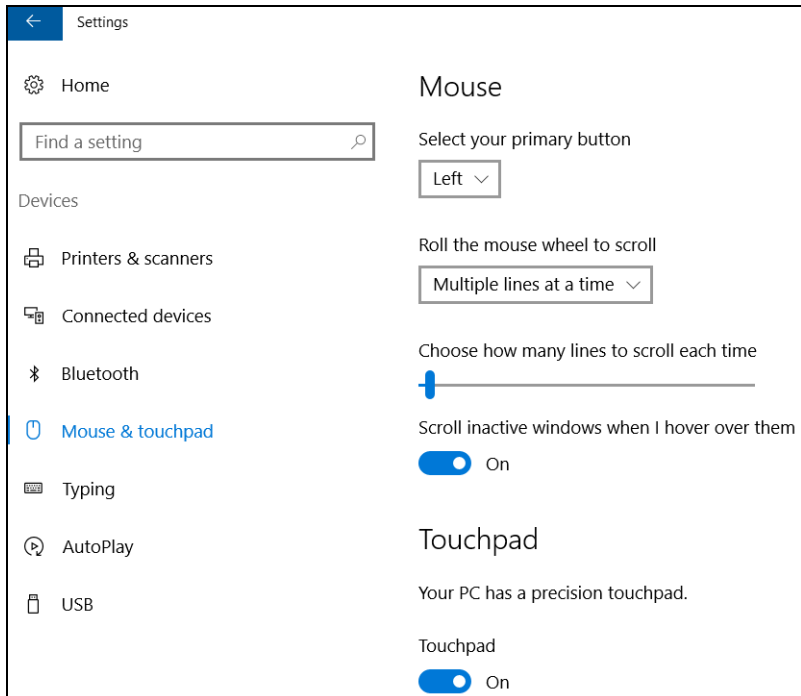 Settings
Home
Find a setting
Devices
Printers & scanners
Connected devices
Bluetooth
Mouse & touchpad
Typing
AutoPlay
USB
Mouse
Select your primary button
Left
Roll the mouse wheel to scroll
Multiple lines at a time
Choose how many lines to scroll each time
Scroll inactive windows when I hover over them
On
Touchpad
Your PC has a precision touchpad.
Touchpad
On